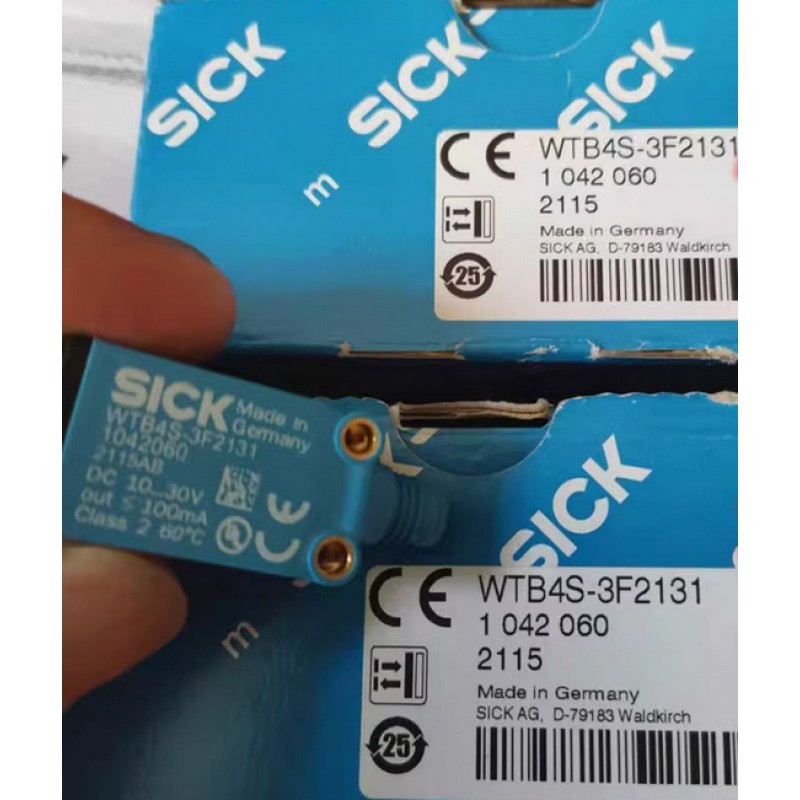 SICK
SICK
SICK
m
CE WTB4S-3F2131
1 042 060
2115
Made in Germany
SICK AG, D-79183 Waldkirch
25
SICK
Made in
Germany
WTB4S-3F2131
1042060
2115AB
DC 10...30V
out ≤ 100mA
Class 2 60°C
CE
UL
SICK
m
CE WTB4S-3F2131
1 042 060
2115
Made in Germany
SICK AG, D-79183 Waldkirch
25